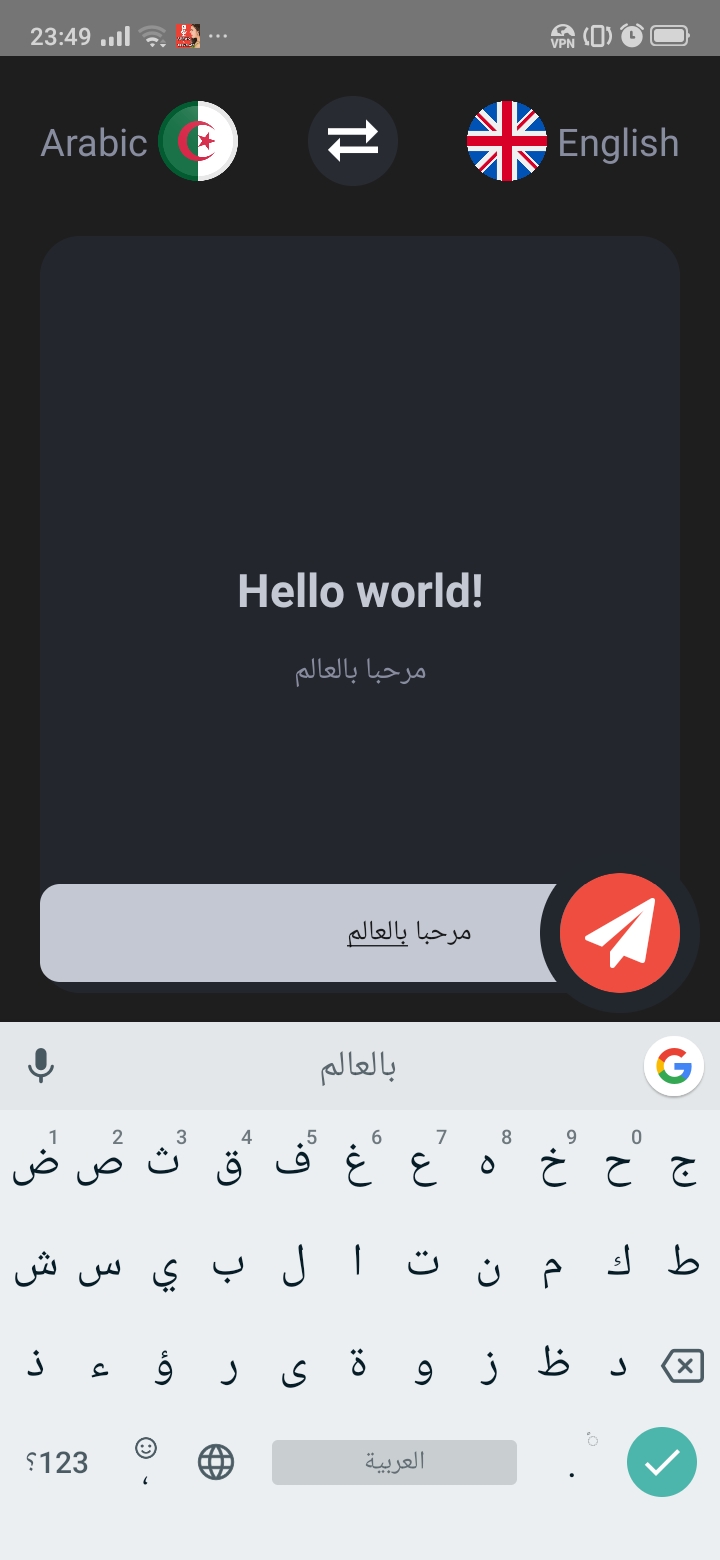 23:49
VPN
Arabic
English
Hello world!
مرحبا بالعالم
مرحبا بالعالم
بالعالم
1 2 3 4 5 6 7 8 9 0
ض ص ث ق ف غ ع ه خ ح ج
ش س ي ب ل ا ت ن م ك ط
ذ ء ؤ ر ى ة و ز ظ د
؟123
،
العربية
.